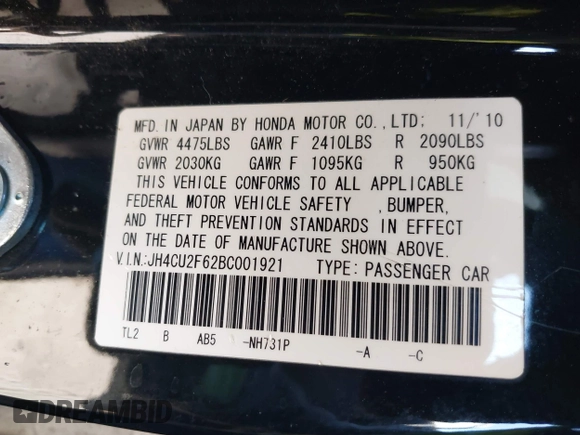 MFD. IN JAPAN BY HONDA MOTOR CO., LTD: 11/'10
GVWR 4475LBS GAWR F 2410LBS R 2090LBS
GVWR 2030KG GAWR F 1095KG R 950KG
THIS VEHICLE CONFORMS TO ALL APPLICABLE
FEDERAL MOTOR VEHICLE SAFETY , BUMPER,
AND THEFT PREVENTION STANDARDS IN EFFECT
ON THE DATE OF MANUFACTURE SHOWN ABOVE.
V.I.N:JH4CU2F62BC001921 TYPE: PASSENGER CAR
TL2 B AB5 -NH731P -A -C
DREAMBID